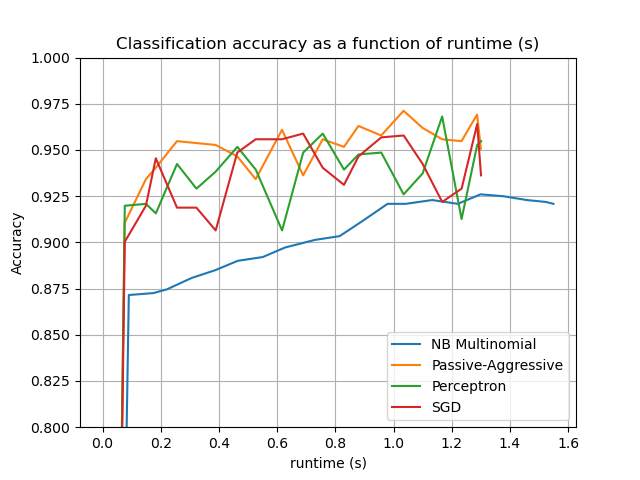 Classification accuracy as a function of runtime (s)
1.000
0.975
0.950
0.925
0.900
0.875
0.850
0.825
0.800
Accuracy
NB Multinomial
Passive-Aggressive
Perceptron
SGD
0.0 0.2 0.4 0.6 0.8 1.0 1.2 1.4 1.6
runtime (s)